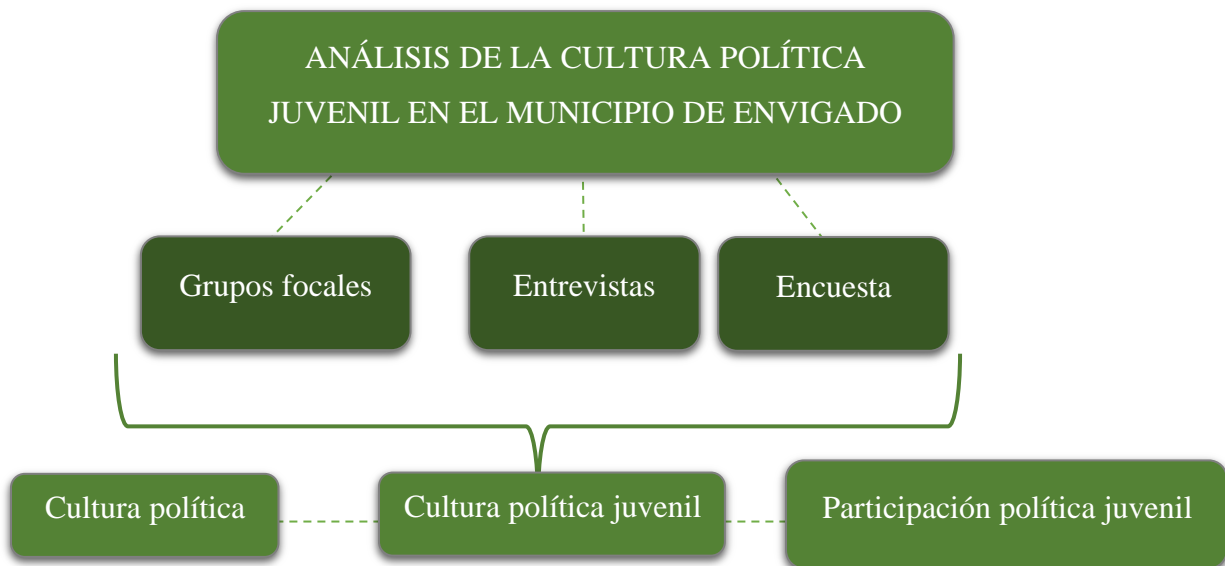 ANÁLISIS DE LA CULTURA POLÍTICA
JUVENIL EN EL MUNICIPIO DE ENVIGADO
Grupos focales
Entrevistas
Encuesta
Cultura política
Cultura política juvenil
Participación política juvenil